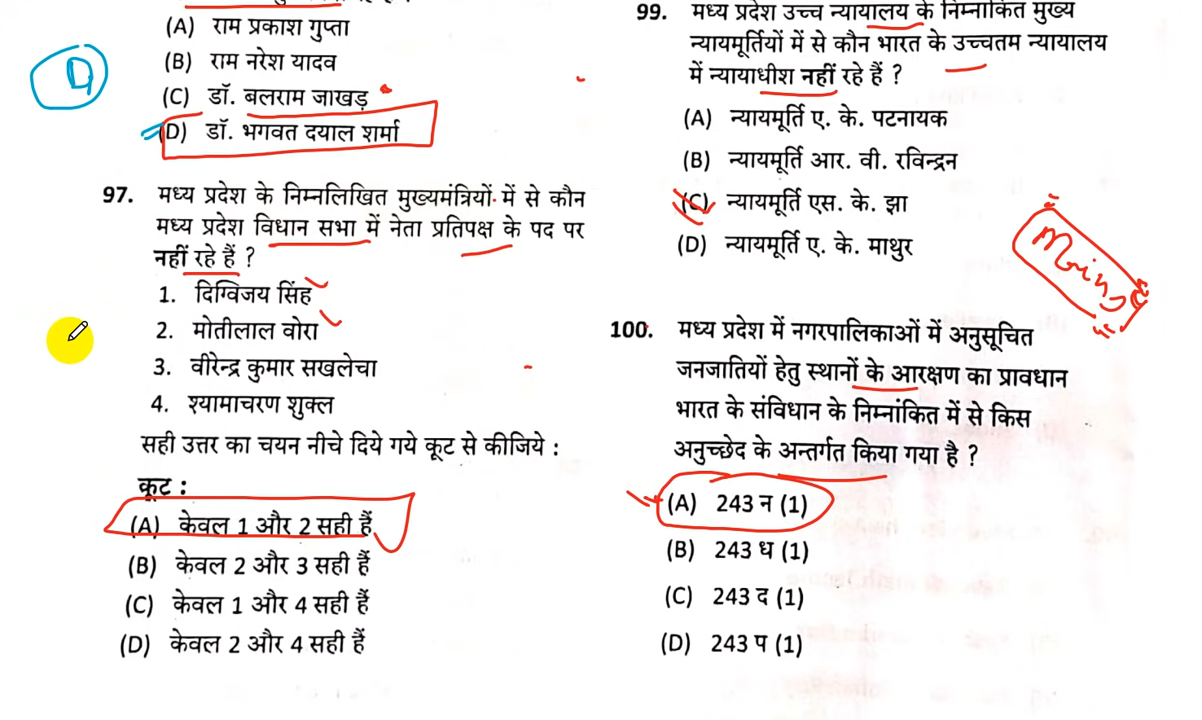 (A) राम प्रकाश गुप्ता
(B) राम नरेश यादव
(C) डॉ. बलराम जाखड़
(D) डॉ. भगवत दयाल शर्मा
D
97. मध्य प्रदेश के निम्नलिखित मुख्यमंत्रियों में से कौन
मध्य प्रदेश विधान सभा में नेता प्रतिपक्ष के पद पर
नहीं रहे हैं ?
1. दिग्विजय सिंह
2. मोतीलाल वोरा
3. वीरेन्द्र कुमार सखलेचा
4. श्यामाचरण शुक्ल
सही उत्तर का चयन नीचे दिये गये कूट से कीजिये :
कूट :
(A) केवल 1 और 2 सही हैं
(B) केवल 2 और 3 सही हैं
(C) केवल 1 और 4 सही हैं
(D) केवल 2 और 4 सही हैं
99. मध्य प्रदेश उच्च न्यायालय के निम्नांकित मुख्य
न्यायमूर्तियों में से कौन भारत के उच्चतम न्यायालय
में न्यायाधीश नहीं रहे हैं ?
(A) न्यायमूर्ति ए. के. पटनायक
(B) न्यायमूर्ति आर. वी. रविन्द्रन
(C) न्यायमूर्ति एस. के. झा
(D) न्यायमूर्ति ए. के. माथुर
100. मध्य प्रदेश में नगरपालिकाओं में अनुसूचित
जनजातियों हेतु स्थानों के आरक्षण का प्रावधान
भारत के संविधान के निम्नांकित में से किस
अनुच्छेद के अन्तर्गत किया गया है ?
(A) 243 न (1)
(B) 243 ध (1)
(C) 243 द (1)
(D) 243 प (1)